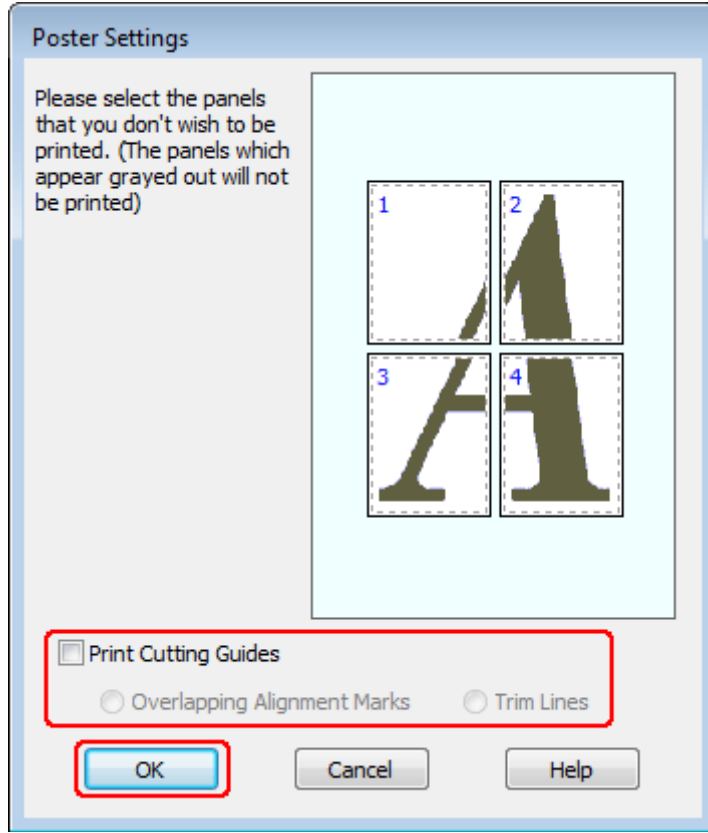 Poster Settings
Please select the panels
that you don't wish to be
printed. (The panels which
appear grayed out will not
be printed)
1 2
3 4
Print Cutting Guides
Overlapping Alignment Marks Trim Lines
OK Cancel Help